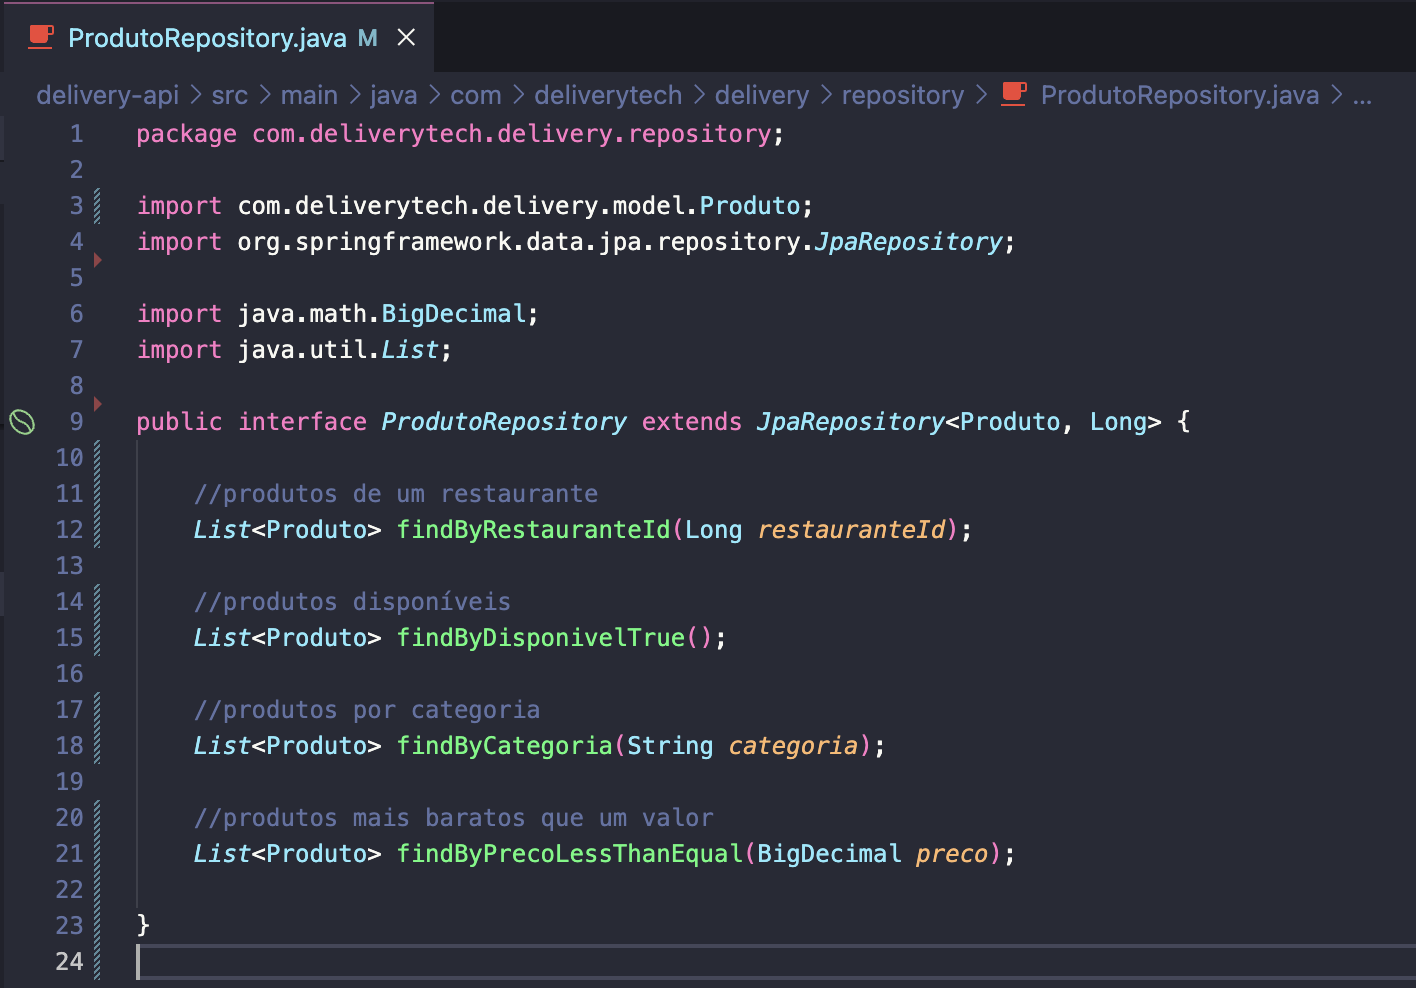 ProdutoRepository.java M
delivery-api > src > main > java > com > deliverytech > delivery > repository > ProdutoRepository.java > ...
1 package com.deliverytech.delivery.repository;
2
3 import com.deliverytech.delivery.model.Produto;
4 import org.springframework.data.jpa.repository.JpaRepository;
5
6 import java.math.BigDecimal;
7 import java.util.List;
8
9 public interface ProdutoRepository extends JpaRepository<Produto, Long> {
10
11 //produtos de um restaurante
12 List<Produto> findByRestauranteId(Long restauranteId);
13
14 //produtos disponíveis
15 List<Produto> findByDisponivelTrue();
16
17 //produtos por categoria
18 List<Produto> findByCategoria(String categoria);
19
20 //produtos mais baratos que um valor
21 List<Produto> findByPrecoLessThanEqual(BigDecimal preco);
22
23 }
24